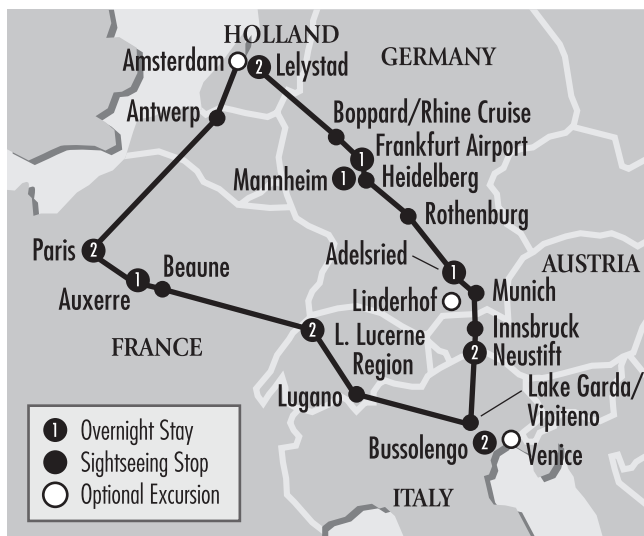 HOLLAND
Amsterdam
2
Lelystad
GERMANY
Antwerp
Boppard/Rhine Cruise
1
Frankfurt Airport
Mannheim
1
Heidelberg
Rothenburg
Paris
2
Adelsried
1
AUSTRIA
Beaune
1
Auxerre
Linderhof
Munich
Innsbruck
2
Neustift
FRANCE
2
L. Lucerne
Region
Lugano
Lake Garda/
Vipiteno
Bussolengo
2
Venice
ITALY
1 Overnight Stay
Sightseeing Stop
Optional Excursion